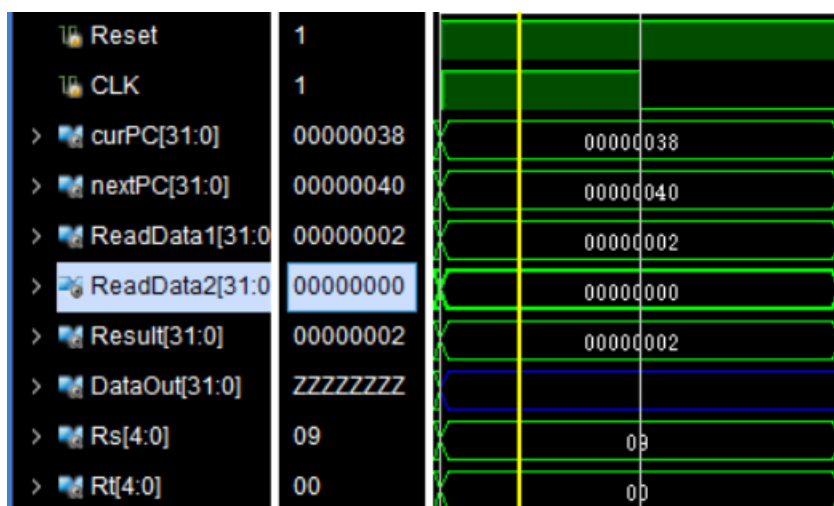 Reset 1
CLK 1
curPC[31:0] 00000038 00000038
nextPC[31:0] 00000040 00000040
ReadData1[31:0 00000002 00000002
ReadData2[31:0 00000000 00000000
Result[31:0] 00000002 00000002
DataOut[31:0] ZZZZZZZZ
Rs[4:0] 09 09
Rt[4:0] 00 00